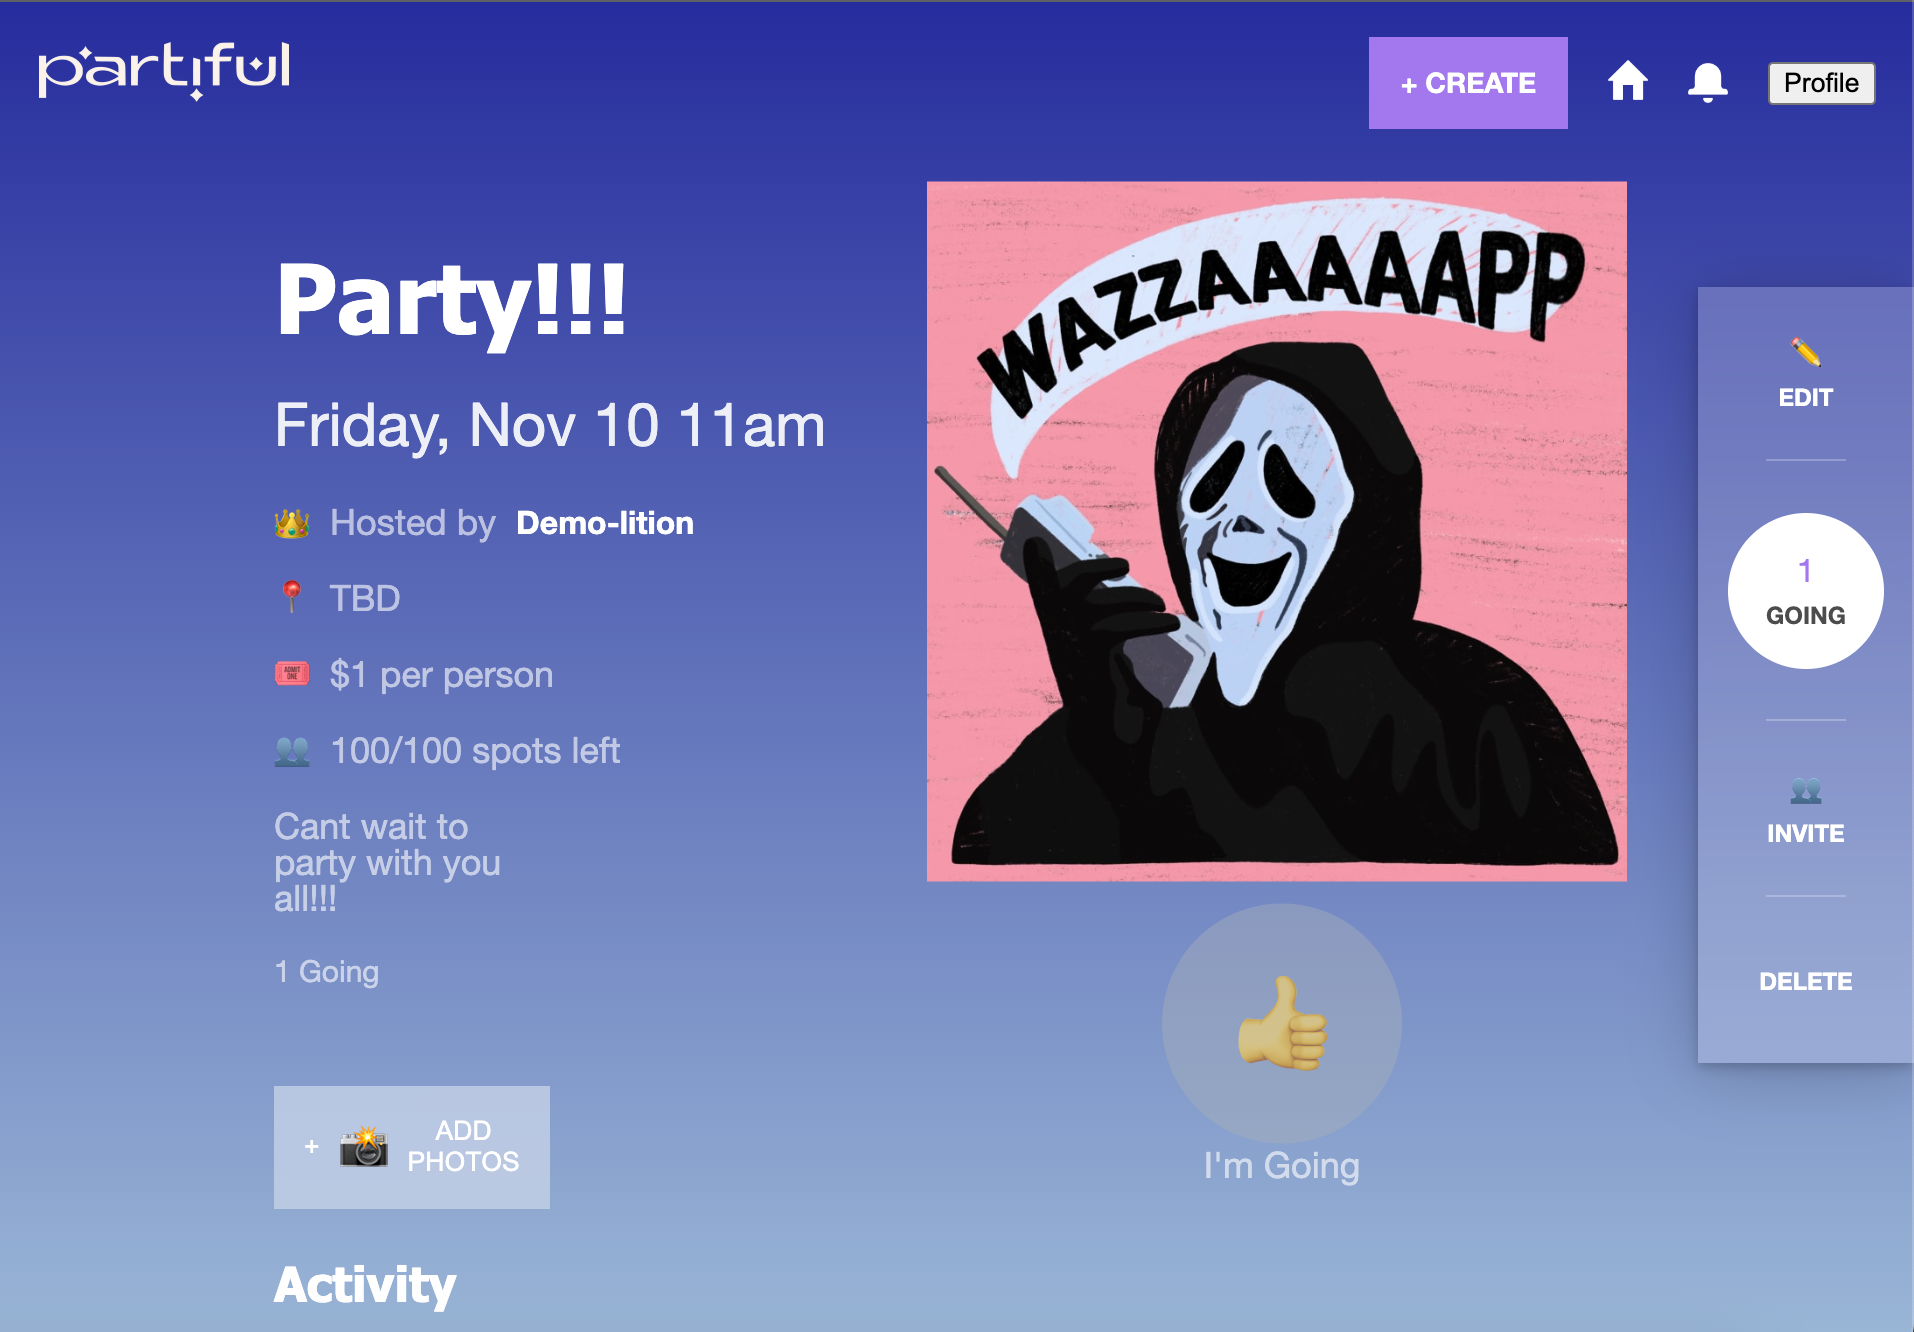 partiful
+ CREATE
Profile
Party!!!
Friday, Nov 10 11am
Hosted by Demo-lition
TBD
ADMIT
ONE
$1 per person
100/100 spots left
Cant wait to
party with you
all!!!
1 Going
+ ADD
PHOTOS
Activity
WAZZAAAAAPP
I'm Going
EDIT
1
GOING
INVITE
DELETE